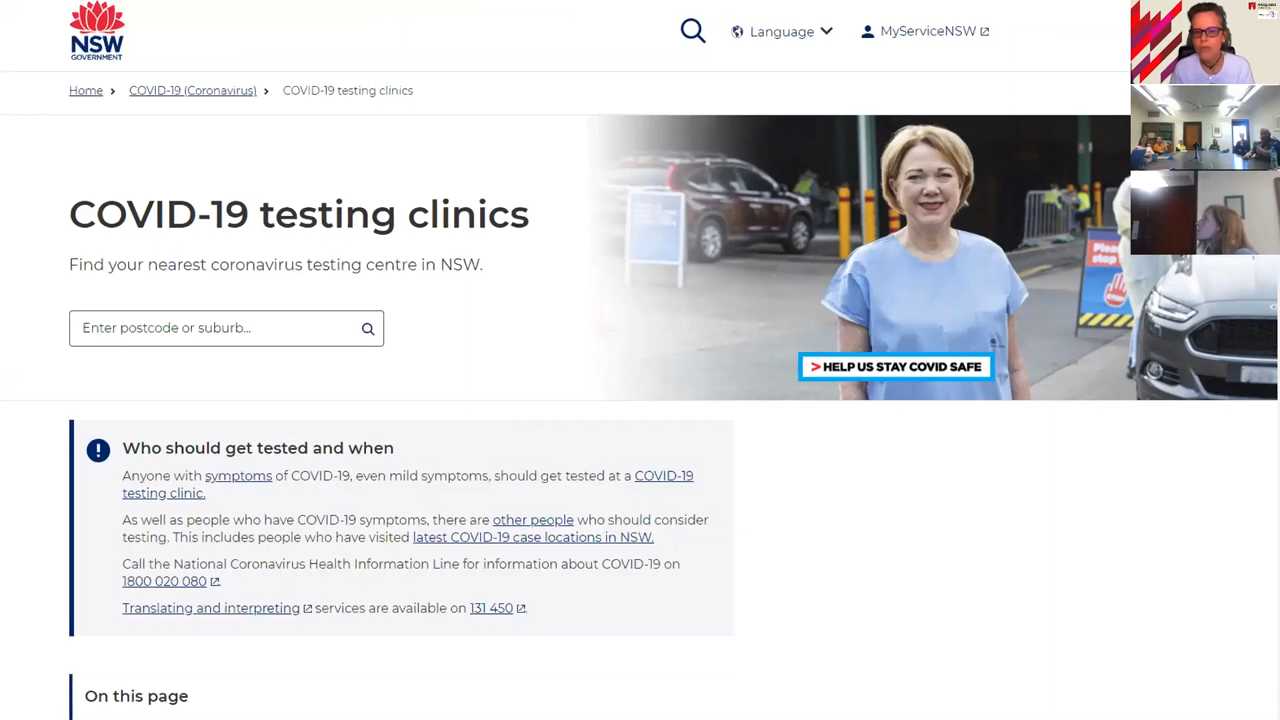 NSW
GOVERNMENT
Language
MyServiceNSW
Home
COVID-19 (Coronavirus)
COVID-19 testing clinics
COVID-19 testing clinics
Find your nearest coronavirus testing centre in NSW.
Enter postcode or suburb...
Please
stop
STOP
> HELP US STAY COVID SAFE
Who should get tested and when
Anyone with symptoms of COVID-19, even mild symptoms, should get tested at a COVID-19
testing clinic.
As well as people who have COVID-19 symptoms, there are other people who should consider
testing. This includes people who have visited latest COVID-19 case locations in NSW.
Call the National Coronavirus Health Information Line for information about COVID-19 on
1800 020 080.
Translating and interpreting services are available on 131 450.
On this page